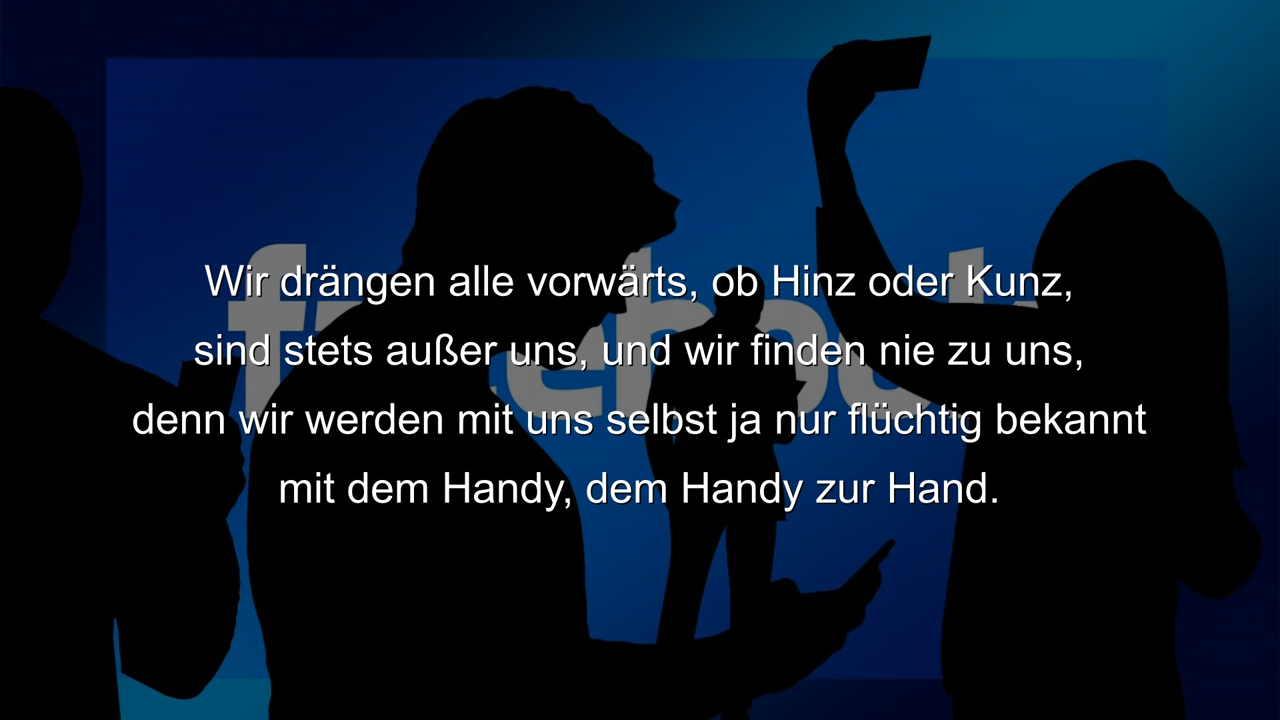 Wir drängen alle vorwärts, ob Hinz oder Kunz,
sind stets außer uns, und wir finden nie zu uns,
denn wir werden mit uns selbst ja nur flüchtig bekannt
mit dem Handy, dem Handy zur Hand.